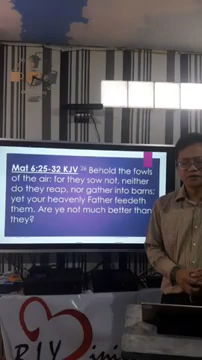 Mat 6:25-32 KJV 26 Behold the fowls
of the air: for they sow not, neither
do they reap, nor gather into barns;
yet your heavenly Father feedeth
them. Are ye not much better than
they?
RJY